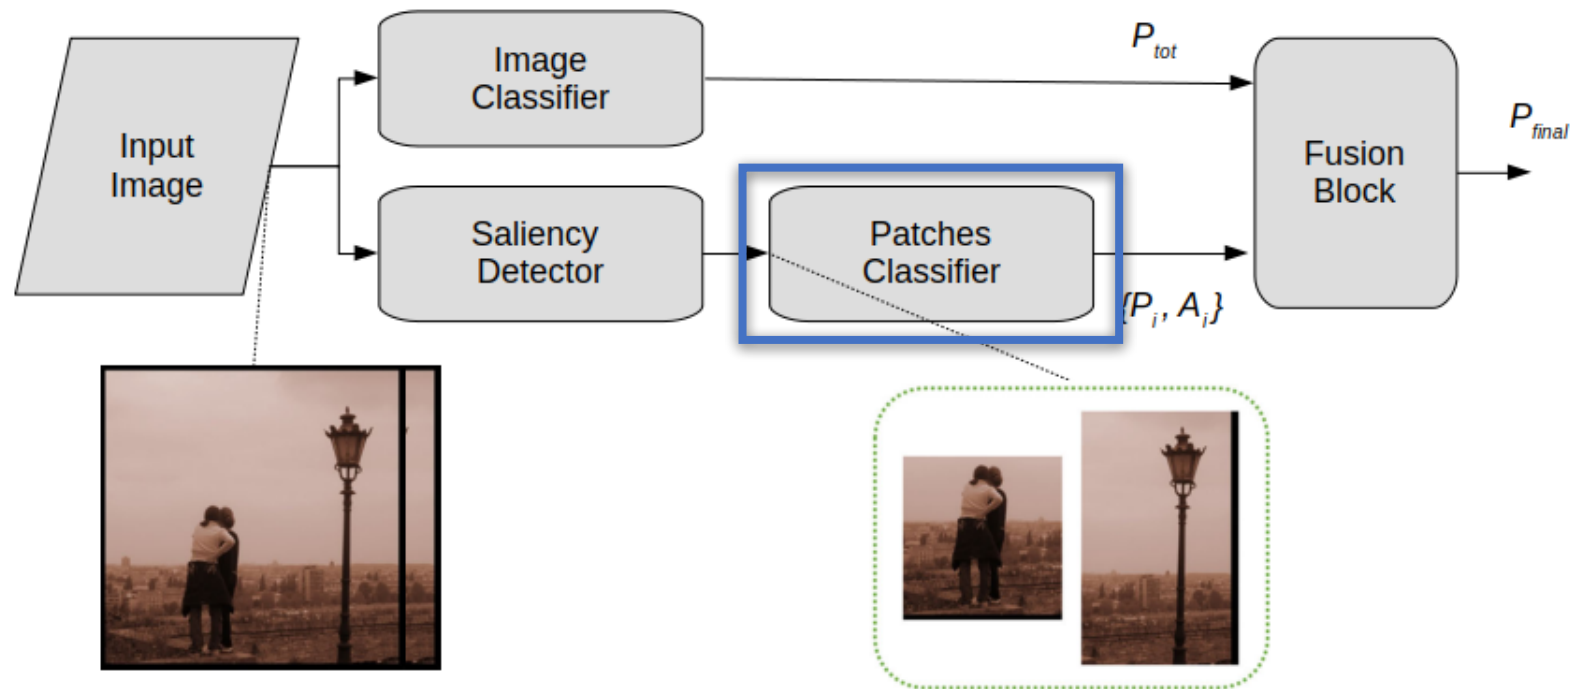 Input
Image
Image
Classifier
P_tot
Saliency
Detector
Patches
Classifier
{P_i, A_i}
Fusion
Block
P_final